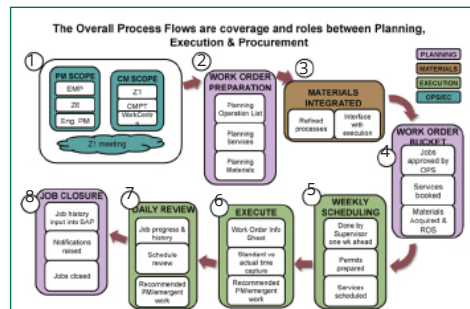 The Overall Process Flows are coverage and roles between Planning,
Execution & Procurement
PLANNING
MATERIALS
EXECUTION
OPS/EC
1
PM SCOPE
EMP
Z6
Eng. PM
CM SCOPE
Z1
CMPT
Z1 meeting
2
WORK ORDER
PREPARATION
Planning
Operation List
Planning
Services
Planning
Materials
3
MATERIALS
INTEGRATED
Refined
processes
Interface
with
execution
4
WORK ORDER
BUCKET
Jobs
approved by
OPS
Services
booked
Materials
Acquired &
ROS
5
WEEKLY
SCHEDULING
Done by
Supervisor
one wk ahead
Permits
prepared
Services
scheduled
6
EXECUTE
Work Order Info
Sheet
Standard vs
actual time
capture
Recommended
PM/emergent
work
7
DAILY REVIEW
Job progress &
history
Schedule
review
Recommended
PM/emergent
work
8
JOB CLOSURE
Job history
input into SAP
Notifications
raised
Jobs closed